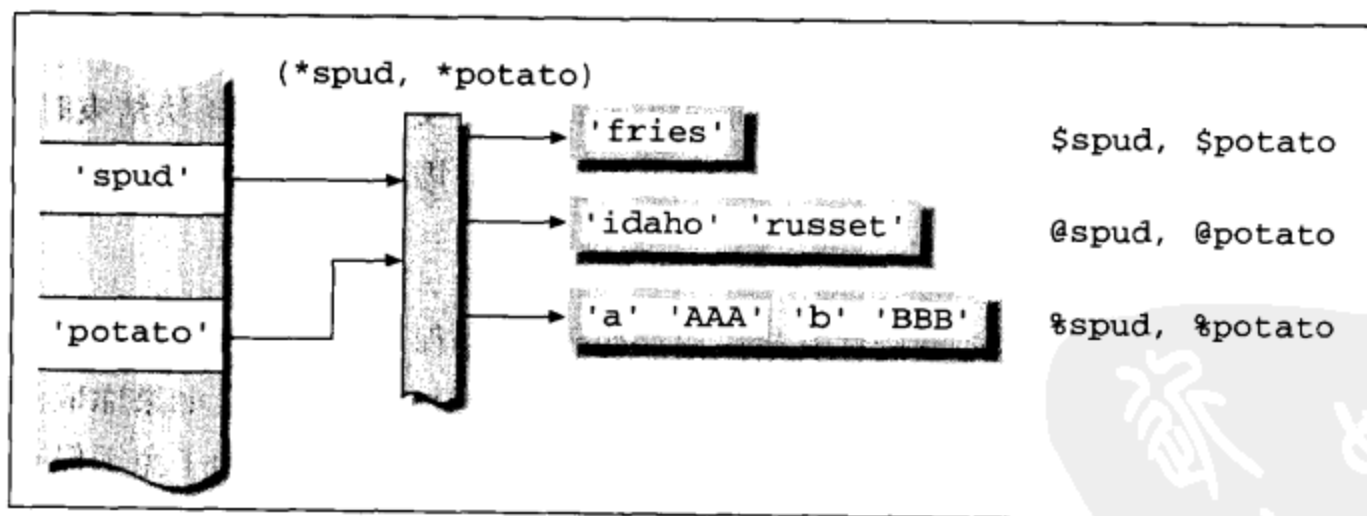 (*spud, *potato)
'fries'
$spud, $potato
'spud'
'idaho' 'russet'
@spud, @potato
'potato'
'a' 'AAA' 'b' 'BBB'
%spud, %potato